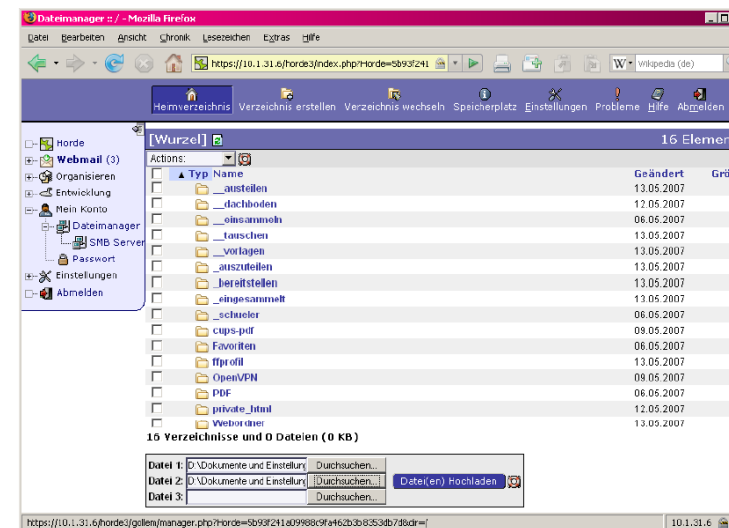 Dateimanager :: / - Mozilla Firefox
Datei Bearbeiten Ansicht Chronik Lesezeichen Extras Hilfe
https://10.1.31.6/horde3/index.php?Horde=5b93f241 W Wikipedia (de)
Heimverzeichnis Verzeichnis erstellen Verzeichnis wechseln Speicherplatz Einstellungen Probleme Hilfe Abmelden
Horde
Webmail (3)
Organisieren
Entwicklung
Mein Konto
Dateimanager
SMB Server
Passwort
Einstellungen
Abmelden
[Wurzel] 16 Elemen
Actions:
Typ Name Geändert Grö
__austeilen 13.05.2007
__dachboden 12.05.2007
__einsammeln 06.05.2007
__tauschen 13.05.2007
__vorlagen 13.05.2007
_auszuteilen 13.05.2007
_bereitstellen 13.05.2007
_eingesammelt 13.05.2007
_schueler 06.05.2007
cups-pdf 09.05.2007
Favoriten 06.05.2007
ffprofil 13.05.2007
OpenVPN 09.05.2007
PDF 06.06.2007
private_html 12.05.2007
Webordner 13.05.2007
16 Verzeichnisse und 0 Dateien (0 KB)
Datei 1: D:\Dokumente und Einstellung Durchsuchen...
Datei 2: D:\Dokumente und Einstellung Durchsuchen... Datei(en) Hochladen
Datei 3: Durchsuchen...
https://10.1.31.6/horde3/gollem/manager.php?Horde=5b93f241a09988c9fa462b3b8353db7d&dir=[ 10.1.31.6